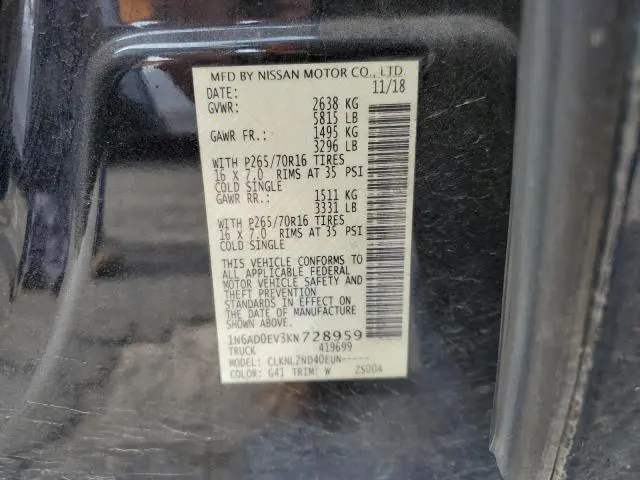 MFD BY NISSAN MOTOR CO., LTD.
DATE: 11/18
GVWR: 2638 KG
5815 LB
GAWR FR.: 1495 KG
3296 LB
WITH P265/70R16 TIRES
16 X 7.0 RIMS AT 35 PSI
COLD SINGLE
GAWR RR.: 1511 KG
3331 LB
WITH P265/70R16 TIRES
16 X 7.0 RIMS AT 35 PSI
COLD SINGLE
THIS VEHICLE CONFORMS TO
ALL APPLICABLE FEDERAL
MOTOR VEHICLE SAFETY AND
THEFT PREVENTION
STANDARDS IN EFFECT ON
THE DATE OF MANUFACTURE
SHOWN ABOVE.
1N6AD0EV3KN728959
TRUCK 419699
MODEL: CLKNL2ND40EUN-----
COLOR: G41 TRIM: W 2S00A